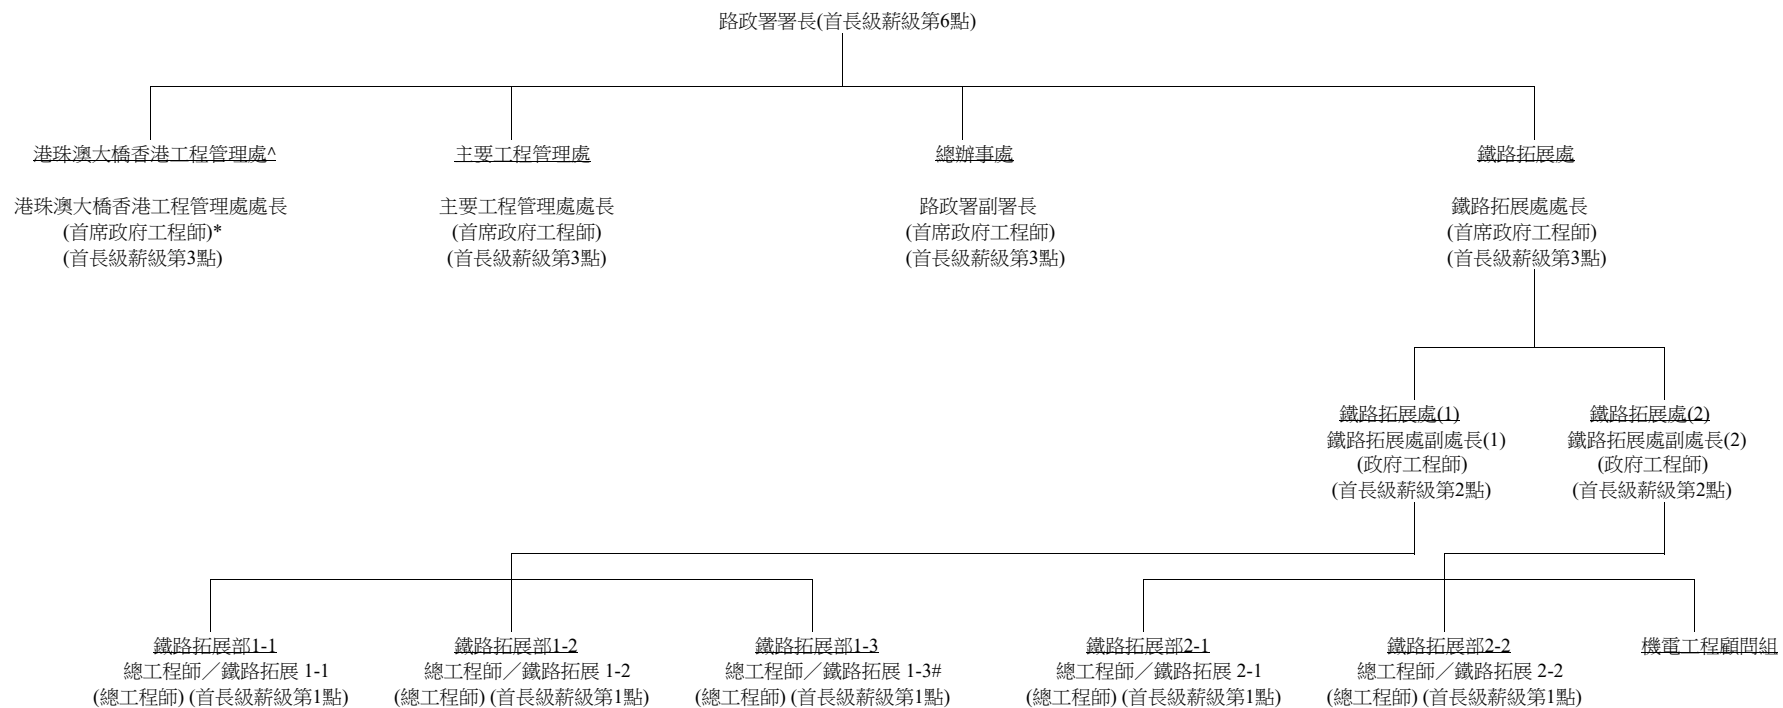 路政署署長(首長級薪級第6點)
港珠澳大橋香港工程管理處^
港珠澳大橋香港工程管理處處長
(首席政府工程師)*
(首長級薪級第3點)
主要工程管理處
主要工程管理處處長
(首席政府工程師)
(首長級薪級第3點)
總辦事處
路政署副署長
(首席政府工程師)
(首長級薪級第3點)
鐵路拓展處
鐵路拓展處處長
(首席政府工程師)
(首長級薪級第3點)
鐵路拓展處(1)
鐵路拓展處副處長(1)
(政府工程師)
(首長級薪級第2點)
鐵路拓展處(2)
鐵路拓展處副處長(2)
(政府工程師)
(首長級薪級第2點)
鐵路拓展部1-1
總工程師／鐵路拓展 1-1
(總工程師) (首長級薪級第1點)
鐵路拓展部1-2
總工程師／鐵路拓展 1-2
(總工程師) (首長級薪級第1點)
鐵路拓展部1-3
總工程師／鐵路拓展 1-3#
(總工程師) (首長級薪級第1點)
鐵路拓展部2-1
總工程師／鐵路拓展 2-1
(總工程師) (首長級薪級第1點)
鐵路拓展部2-2
總工程師／鐵路拓展 2-2
(總工程師) (首長級薪級第1點)
機電工程顧問組